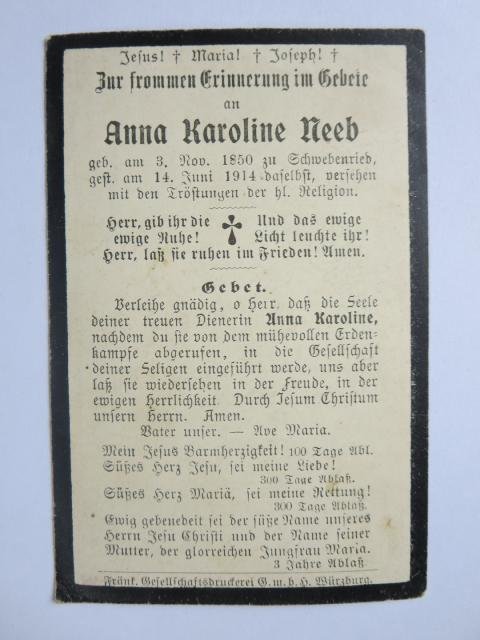 Jesus! † Maria! † Joseph! †
Zur frommen Erinnerung im Gebete
an
Anna Karoline Neeb
geb. am 3. Nov. 1850 zu Schwebenried,
gest. am 14. Juni 1914 daselbst, versehen
mit den Tröstungen der hl. Religion.
Herr, gib ihr die
ewige Ruhe!
Und das ewige
Licht leuchte ihr!
Herr, laß sie ruhen im Frieden! Amen.
Gebet.
Verleihe gnädig, o Herr, daß die Seele
deiner treuen Dienerin Anna Karoline,
nachdem du sie von dem mühevollen Erden-
kampfe abgerufen, in die Gesellschaft
deiner Seligen eingeführt werde, uns aber
laß sie wiedersehen in der Freude, in der
ewigen Herrlichkeit. Durch Jesum Christum
unsern Herrn. Amen.
Vater unser. — Ave Maria.
Mein Jesus Barmherzigkeit! 100 Tage Abl.
Süßes Herz Jesu, sei meine Liebe!
300 Tage Ablaß.
Süßes Herz Mariä, sei meine Rettung!
300 Tage Ablaß.
Ewig gebenedeit sei der süße Name unseres
Herrn Jesu Christi und der Name seiner
Mutter, der glorreichen Jungfrau Maria.
3 Jahre Ablaß
Fränk. Gesellschaftsdruckerei G. m. b. H. Würzburg.